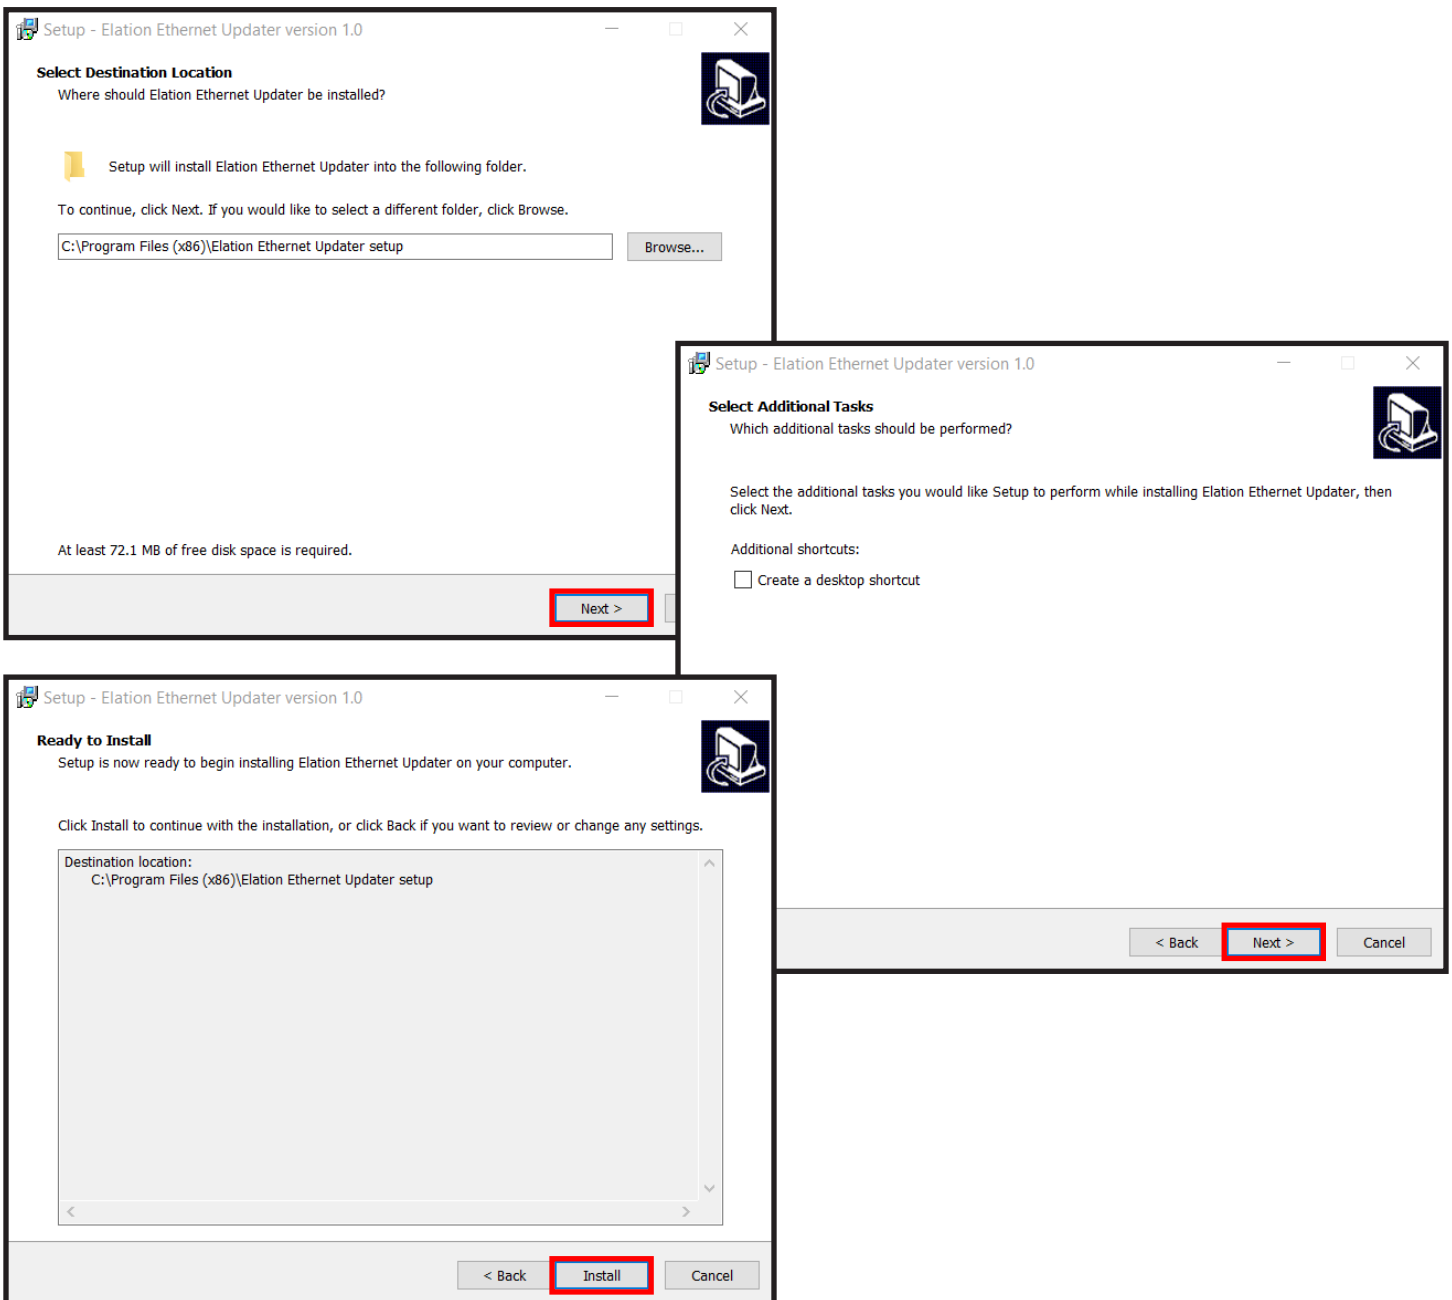 Setup - Elation Ethernet Updater version 1.0
Select Destination Location
Where should Elation Ethernet Updater be installed?
Setup will install Elation Ethernet Updater into the following folder.
To continue, click Next. If you would like to select a different folder, click Browse.
C:\Program Files (x86)\Elation Ethernet Updater setup
Browse...
At least 72.1 MB of free disk space is required.
Next >
Setup - Elation Ethernet Updater version 1.0
Select Additional Tasks
Which additional tasks should be performed?
Select the additional tasks you would like Setup to perform while installing Elation Ethernet Updater, then
click Next.
Additional shortcuts:
Create a desktop shortcut
< Back
Next >
Cancel
Setup - Elation Ethernet Updater version 1.0
Ready to Install
Setup is now ready to begin installing Elation Ethernet Updater on your computer.
Click Install to continue with the installation, or click Back if you want to review or change any settings.
Destination location:
C:\Program Files (x86)\Elation Ethernet Updater setup
< Back
Install
Cancel